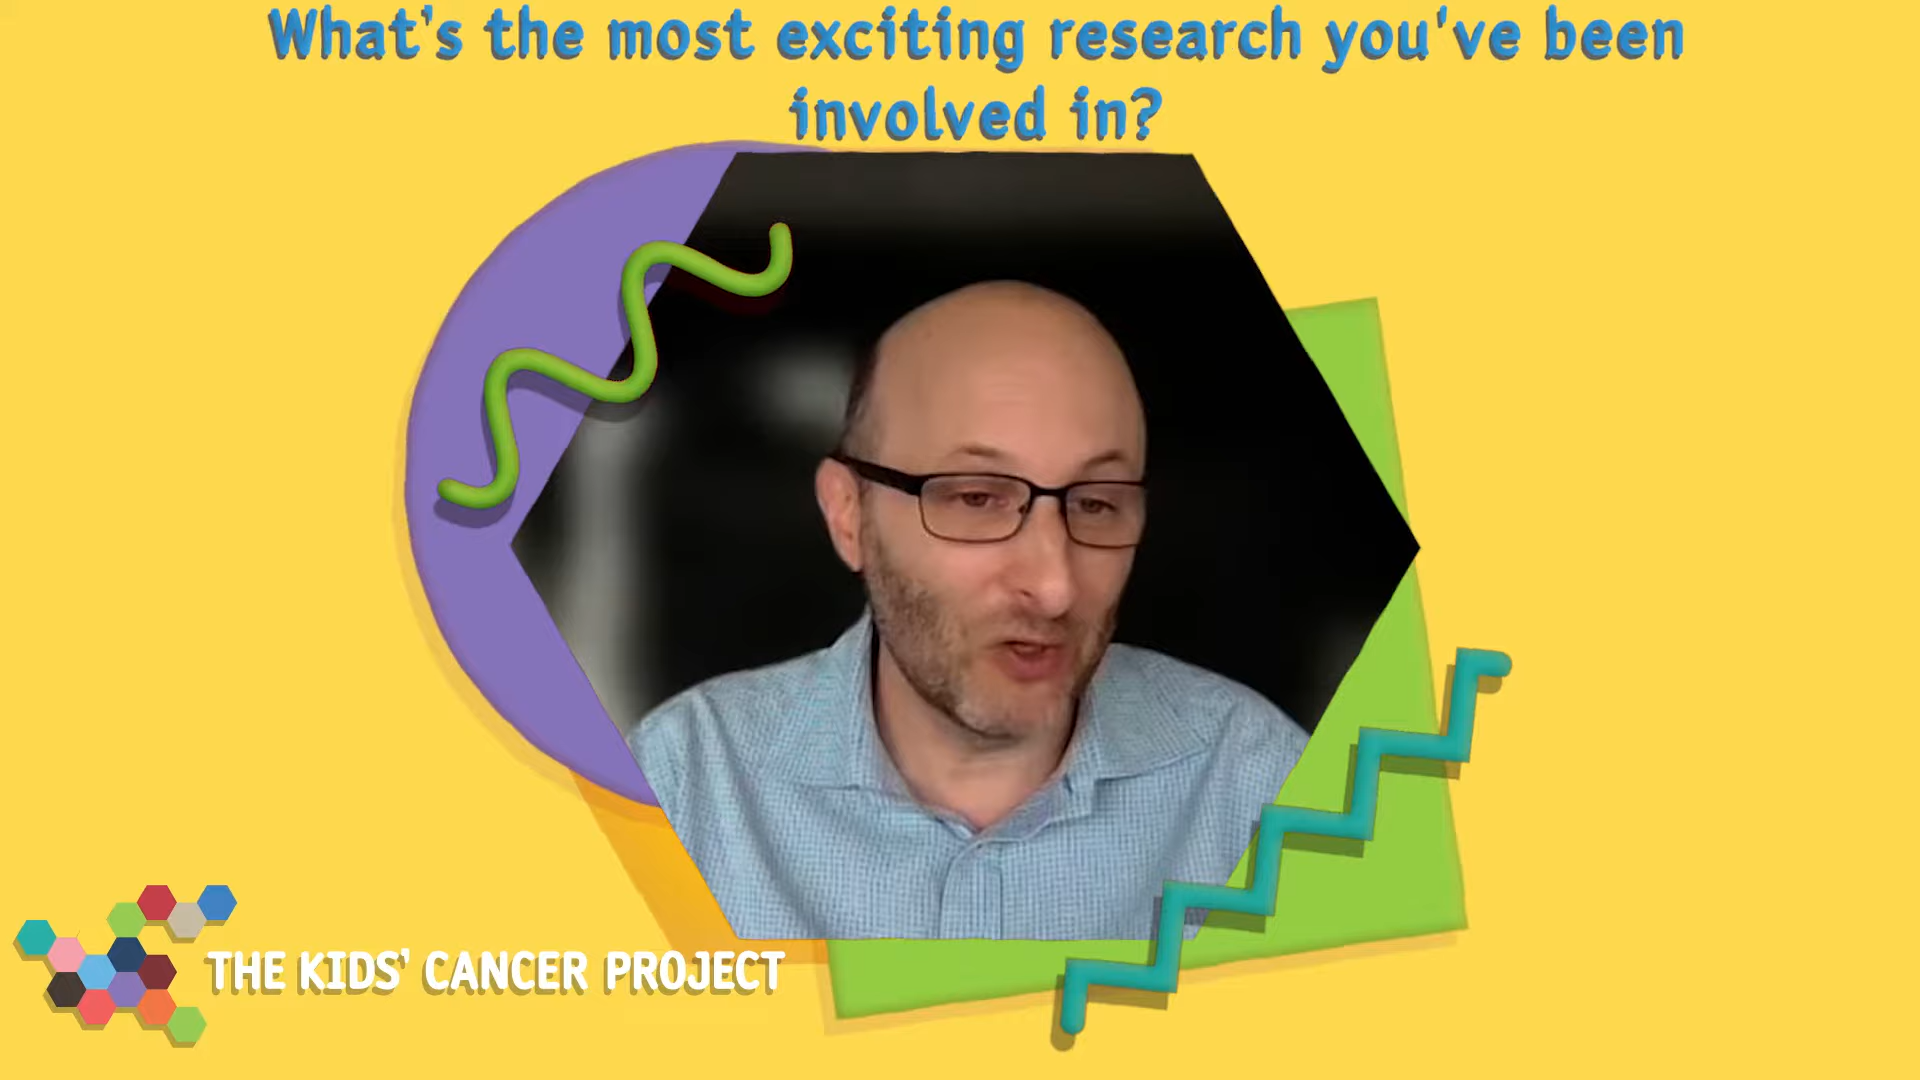 What's the most exciting research you've been
involved in?
THE KIDS' CANCER PROJECT